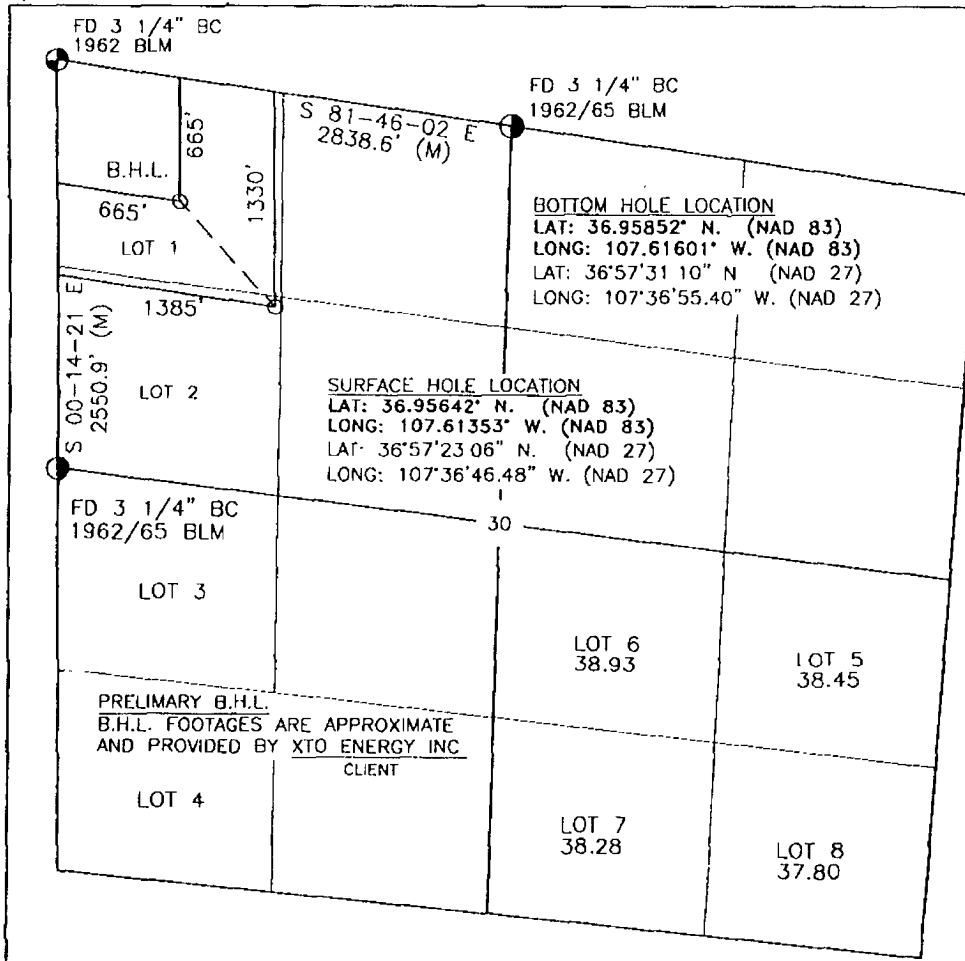 FD 3 1/4" BC
1962 BLM
FD 3 1/4" BC
1962/65 BLM
S 81-46-02 E
2838.6' (M)
665'
1330'
B.H.L.
665'
LOT 1
BOTTOM HOLE LOCATION
LAT: 36.95852° N. (NAD 83)
LONG: 107.61601° W. (NAD 83)
LAT: 36°57'31 10" N (NAD 27)
LONG: 107°36'55.40" W. (NAD 27)
1385'
S 00-14-21 E
2550.9' (M)
LOT 2
SURFACE HOLE LOCATION
LAT: 36.95642° N. (NAD 83)
LONG: 107.61353° W. (NAD 83)
LAT: 36°57'23 06" N. (NAD 27)
LONG: 107°36'46.48" W. (NAD 27)
FD 3 1/4" BC
1962/65 BLM
30
LOT 3
LOT 6
38.93
LOT 5
38.45
PRELIMARY B.H.L.
B.H.L. FOOTAGES ARE APPROXIMATE
AND PROVIDED BY XTO ENERGY INC
CLIENT
LOT 4
LOT 7
38.28
LOT 8
37.80